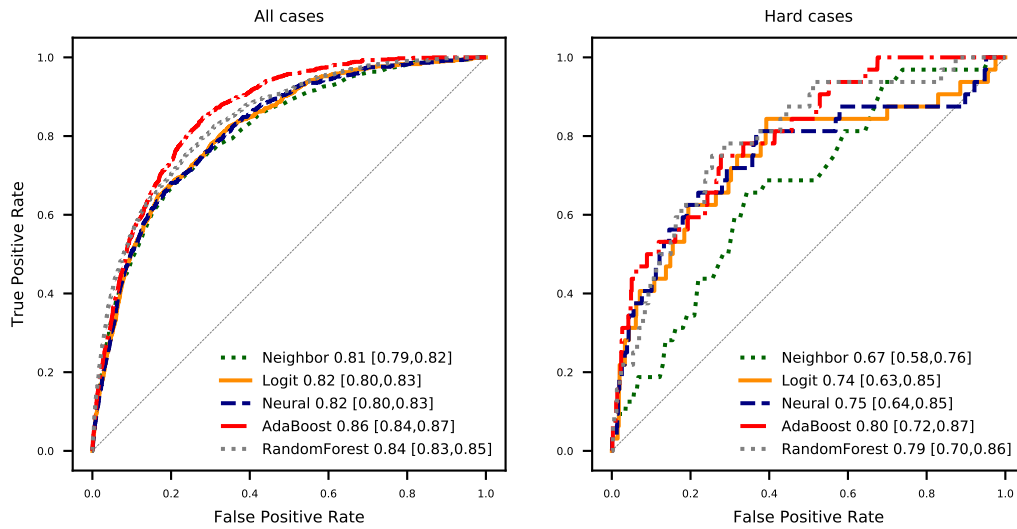 All cases
True Positive Rate
1.0
0.8
0.6
0.4
0.2
0.0
Neighbor 0.81 [0.79,0.82]
Logit 0.82 [0.80,0.83]
Neural 0.82 [0.80,0.83]
AdaBoost 0.86 [0.84,0.87]
RandomForest 0.84 [0.83,0.85]
0.0 0.2 0.4 0.6 0.8 1.0
False Positive Rate
Hard cases
1.0
0.8
0.6
0.4
0.2
0.0
Neighbor 0.67 [0.58,0.76]
Logit 0.74 [0.63,0.85]
Neural 0.75 [0.64,0.85]
AdaBoost 0.80 [0.72,0.87]
RandomForest 0.79 [0.70,0.86]
0.0 0.2 0.4 0.6 0.8 1.0
False Positive Rate